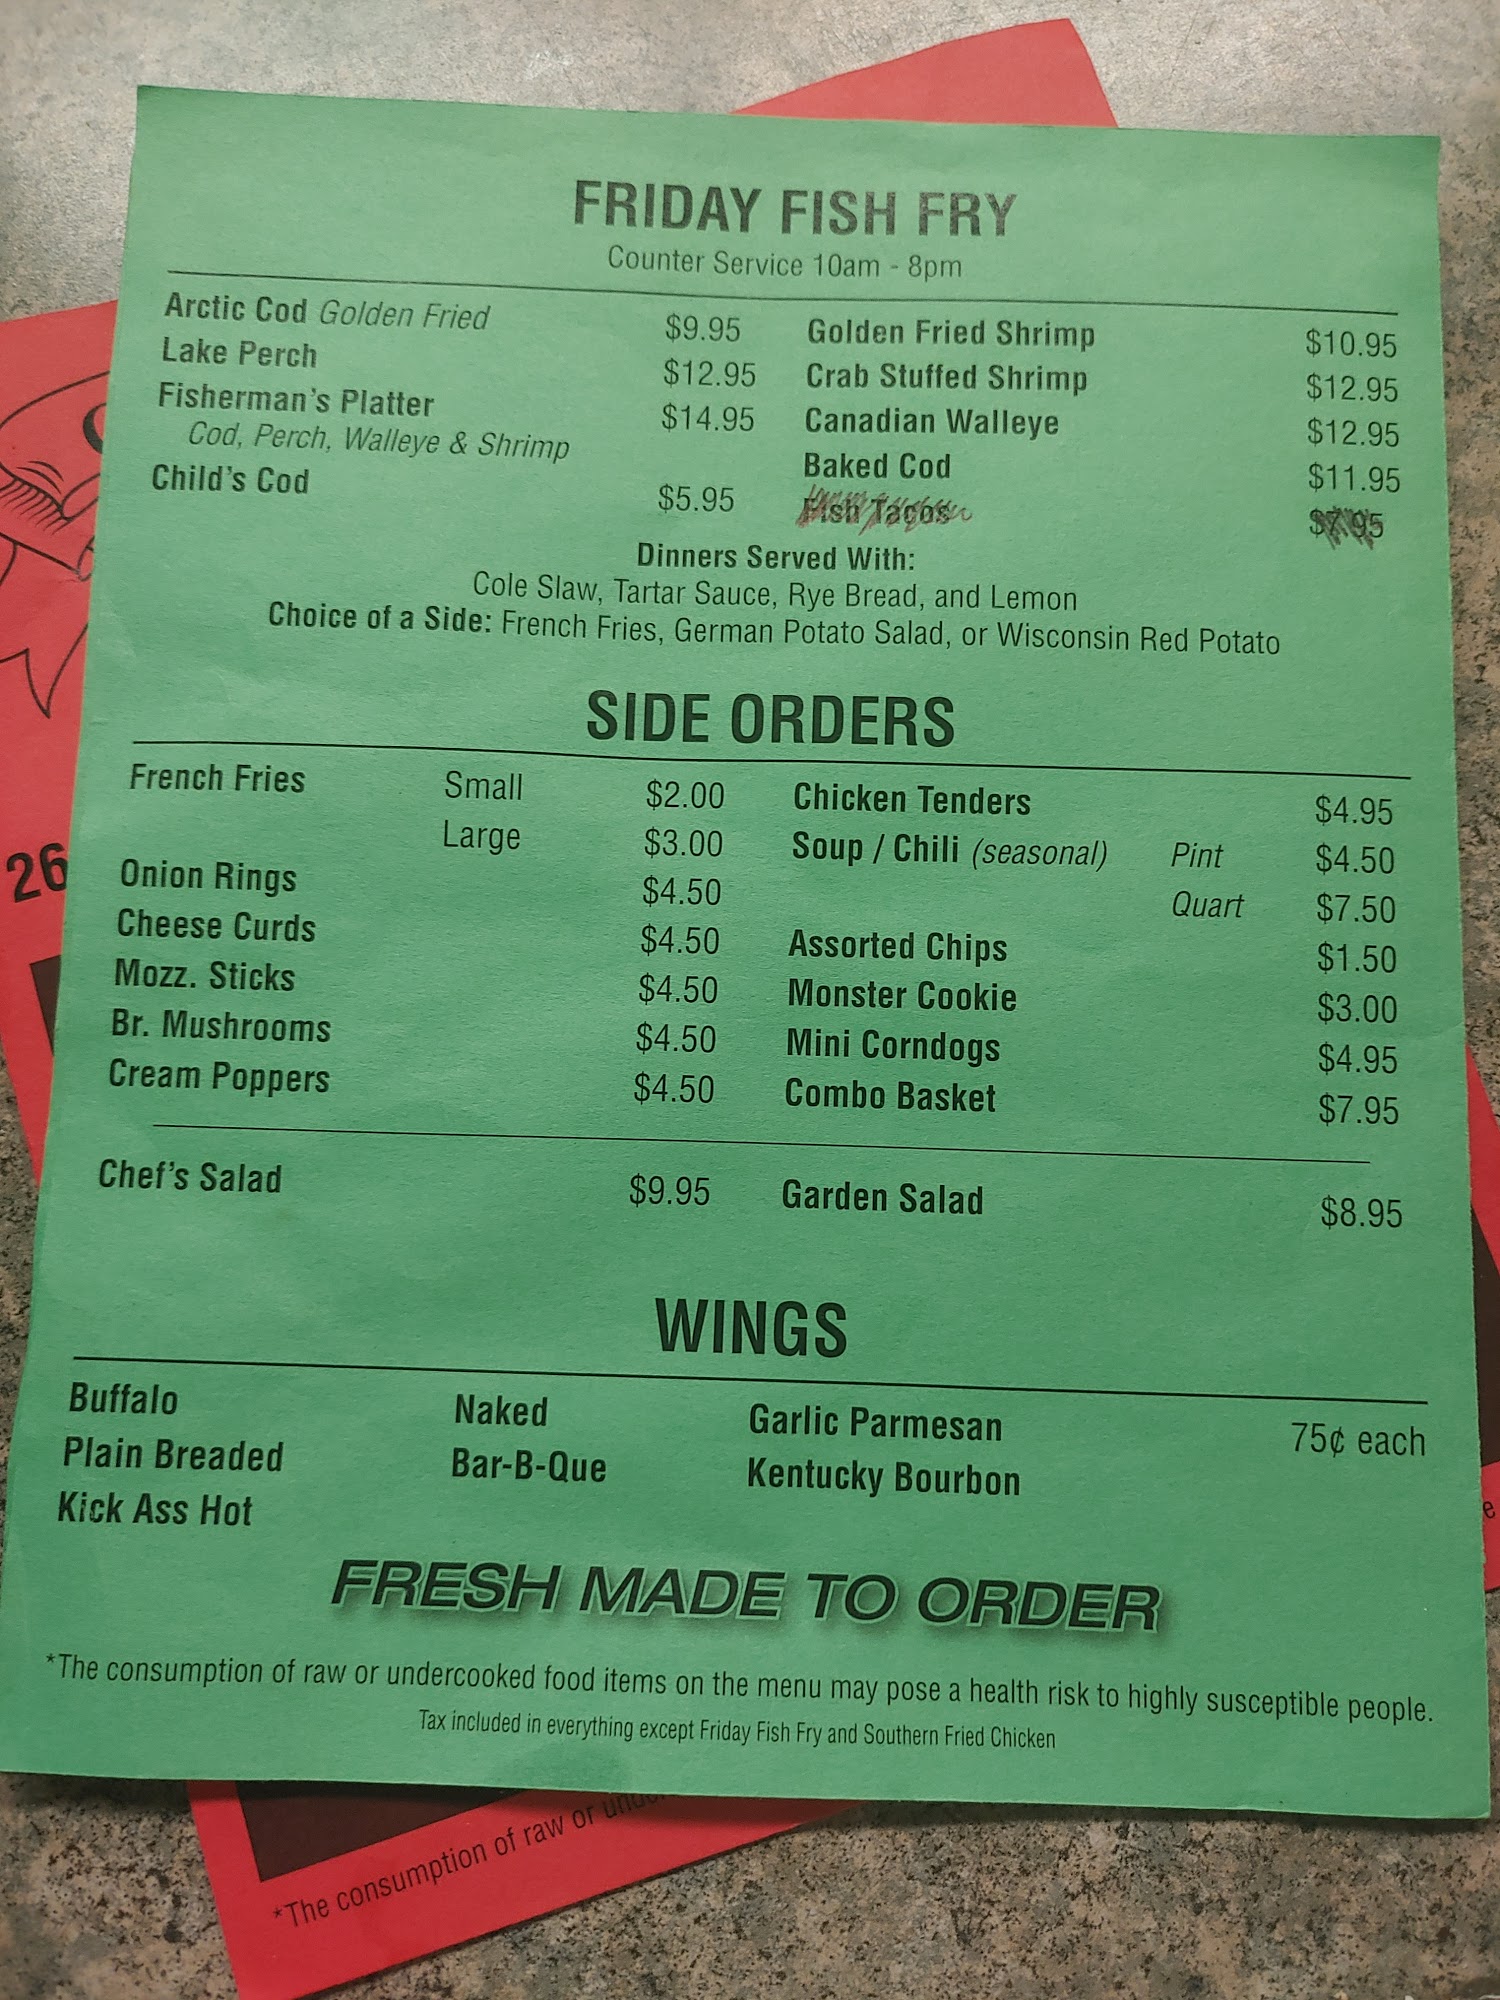 FRIDAY FISH FRY
Counter Service 10am - 8pm
Arctic Cod Golden Fried $9.95
Lake Perch $12.95
Fisherman's Platter $14.95
Cod, Perch, Walleye & Shrimp
Child's Cod $5.95
Golden Fried Shrimp $10.95
Crab Stuffed Shrimp $12.95
Canadian Walleye $12.95
Baked Cod $11.95
Fish Tacos $7.95
Dinners Served With:
Cole Slaw, Tartar Sauce, Rye Bread, and Lemon
Choice of a Side: French Fries, German Potato Salad, or Wisconsin Red Potato
SIDE ORDERS
French Fries Small $2.00
Large $3.00
Onion Rings $4.50
Cheese Curds $4.50
Mozz. Sticks $4.50
Br. Mushrooms $4.50
Cream Poppers $4.50
Chicken Tenders $4.95
Soup / Chili (seasonal) Pint $4.50
Quart $7.50
Assorted Chips $1.50
Monster Cookie $3.00
Mini Corndogs $4.95
Combo Basket $7.95
Chef's Salad $9.95 Garden Salad $8.95
WINGS
Buffalo Naked Garlic Parmesan 75¢ each
Plain Breaded Bar-B-Que Kentucky Bourbon
Kick Ass Hot
FRESH MADE TO ORDER
*The consumption of raw or undercooked food items on the menu may pose a health risk to highly susceptible people.
Tax included in everything except Friday Fish Fry and Southern Fried Chicken
26
*The consumption of raw or